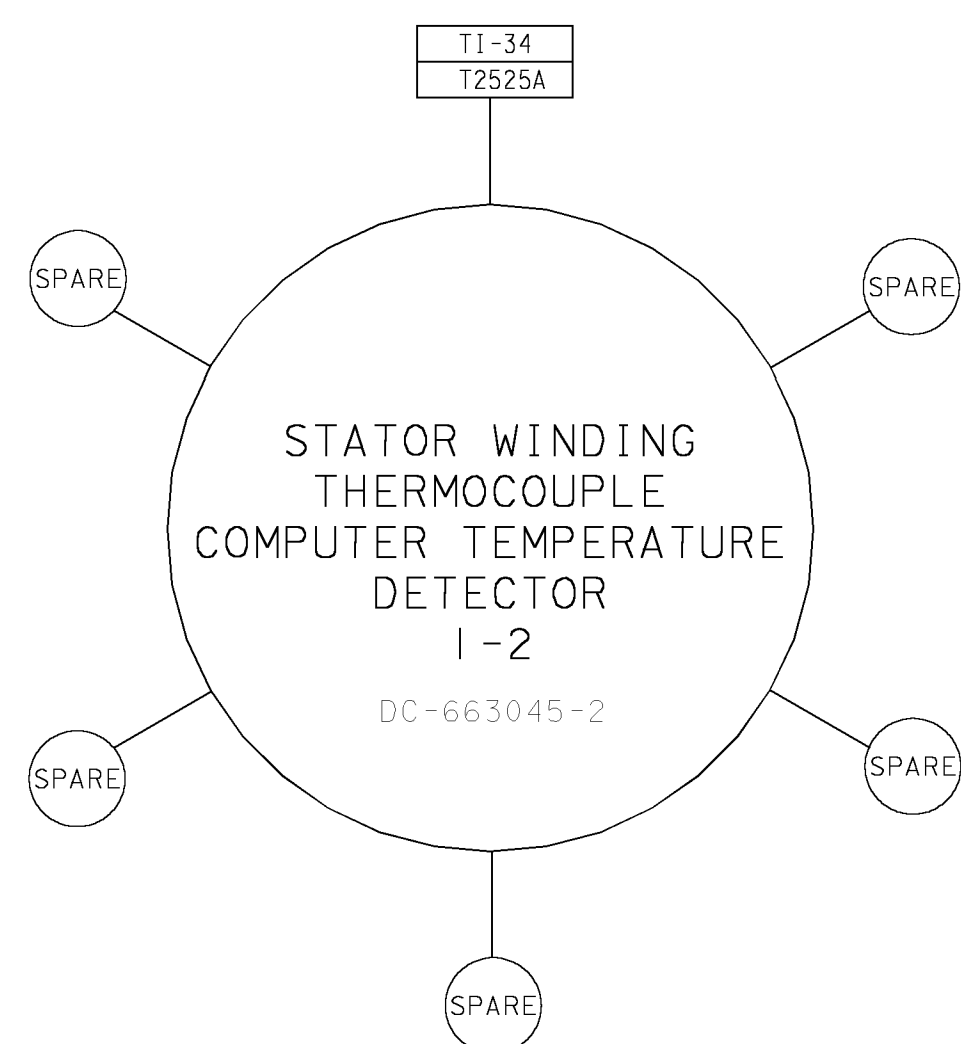 TI-34
T2525A
SPARE
SPARE
STATOR WINDING
THERMOCOUPLE
COMPUTER TEMPERATURE
DETECTOR
1-2
DC-663045-2
SPARE
SPARE
SPARE